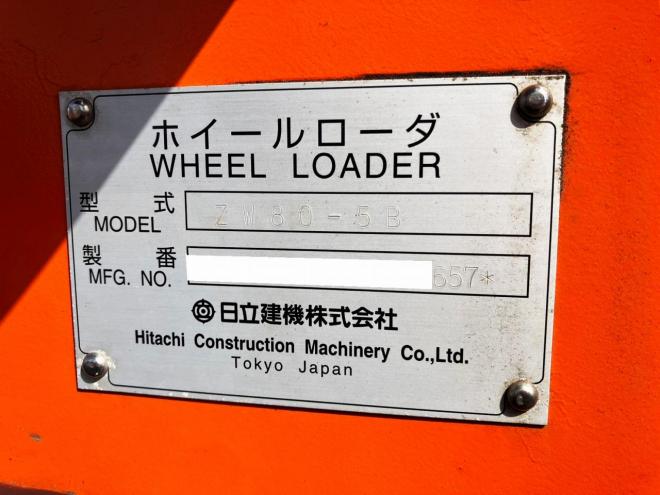 ホイールローダ
WHEEL LOADER
型式 ZW80-5B
MODEL
製番 657*
MFG. NO.
日立建機株式会社
Hitachi Construction Machinery Co.,Ltd.
Tokyo Japan